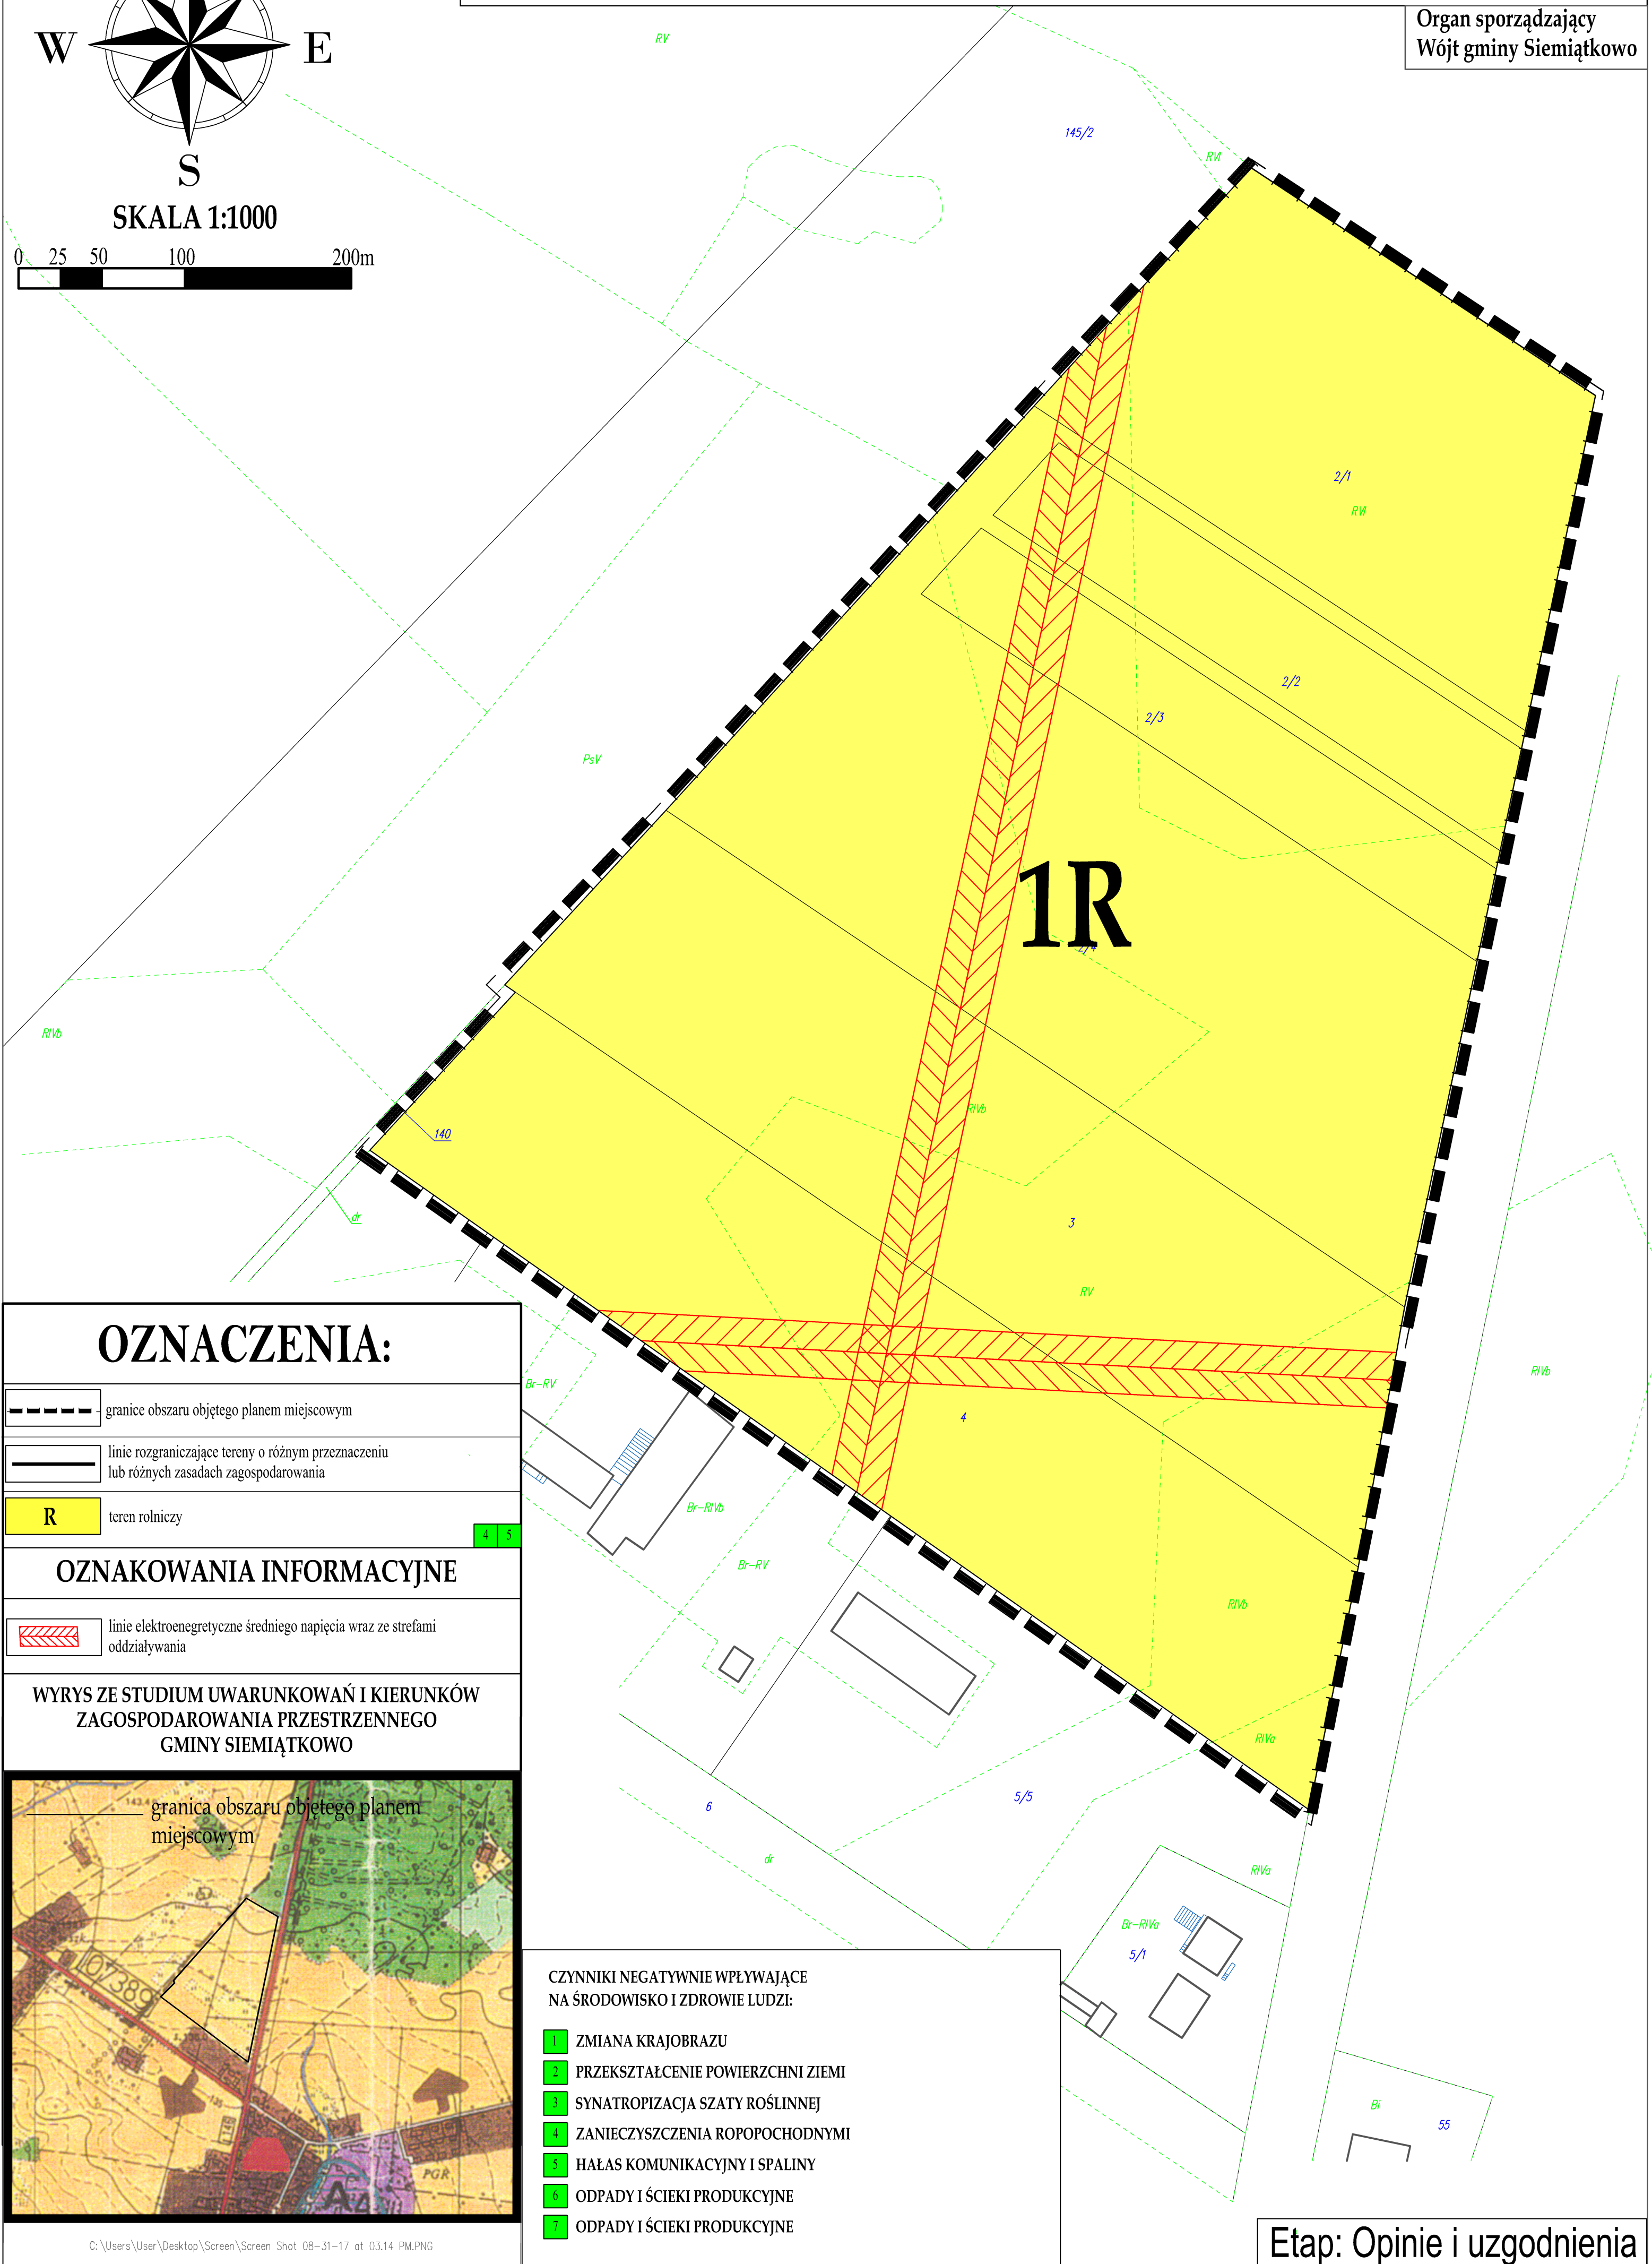 Organ sporządzający
Wójt gminy Siemiątkowo
W
E
S
SKALA 1:1000
0 25 50 100 200m
RV
145/2
RVI
2/1
RVI
2/2
2/3
PsV
1R
2/4
RIVb
140
RIVb
dr
3
RV
RIVb
4
Br-RV
Br-RIVb
Br-RV
RIVb
RIVa
6
5/5
dr
RIVa
Br-RIVa
5/1
Bi
55
OZNACZENIA:
granice obszaru objętego planem miejscowym
linie rozgraniczające tereny o różnym przeznaczeniu
lub różnych zasadach zagospodarowania
R
teren rolniczy
4 5
OZNAKOWANIA INFORMACYJNE
linie elektroenegretyczne średniego napięcia wraz ze strefami
oddziaływania
WYRYS ZE STUDIUM UWARUNKOWAŃ I KIERUNKÓW
ZAGOSPODAROWANIA PRZESTRZENNEGO
GMINY SIEMIĄTKOWO
granica obszaru objętego planem
miejscowym
PGR
C:\Users\User\Desktop\Screen\Screen Shot 08-31-17 at 03.14 PM.PNG
CZYNNIKI NEGATYWNIE WPŁYWAJĄCE
NA ŚRODOWISKO I ZDROWIE LUDZI:
1 ZMIANA KRAJOBRAZU
2 PRZEKSZTAŁCENIE POWIERZCHNI ZIEMI
3 SYNATROPIZACJA SZATY ROŚLINNEJ
4 ZANIECZYSZCZENIA ROPOPOCHODNYMI
5 HAŁAS KOMUNIKACYJNY I SPALINY
6 ODPADY I ŚCIEKI PRODUKCYJNE
7 ODPADY I ŚCIEKI PRODUKCYJNE
Etap: Opinie i uzgodnienia